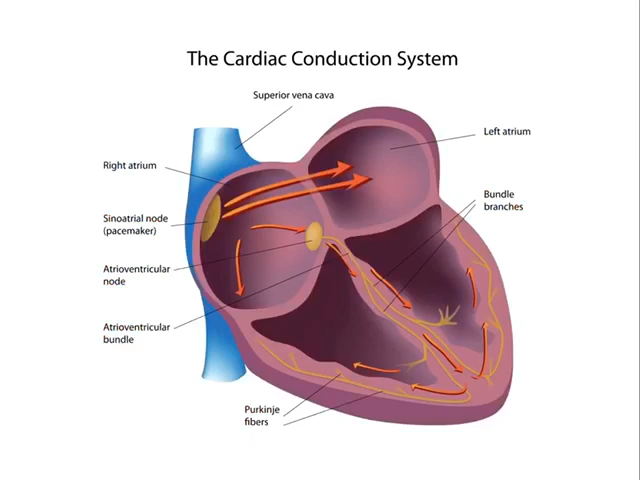 The Cardiac Conduction System
Superior vena cava
Left atrium
Right atrium
Bundle
branches
Sinoatrial node
(pacemaker)
Atrioventricular
node
Atrioventricular
bundle
Purkinje
fibers